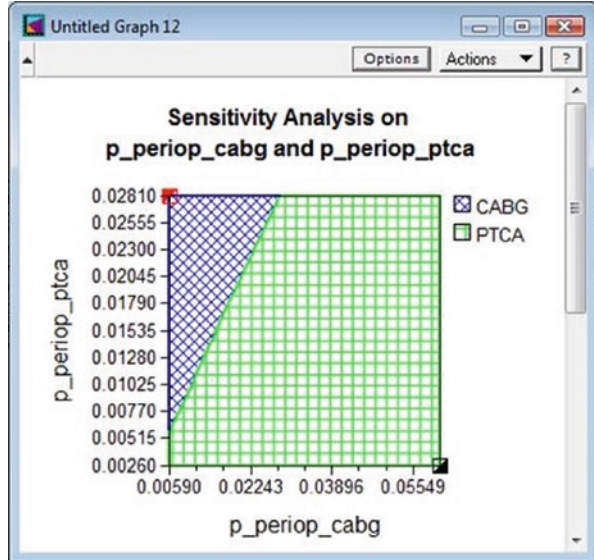 Untitled Graph 12
Options Actions ?
Sensitivity Analysis on
p_periop_cabg and p_periop_ptca
CABG
PTCA
p_periop_ptca
0.02810
0.02555
0.02300
0.02045
0.01790
0.01535
0.01280
0.01025
0.00770
0.00515
0.00260
0.00590 0.02243 0.03896 0.05549
p_periop_cabg